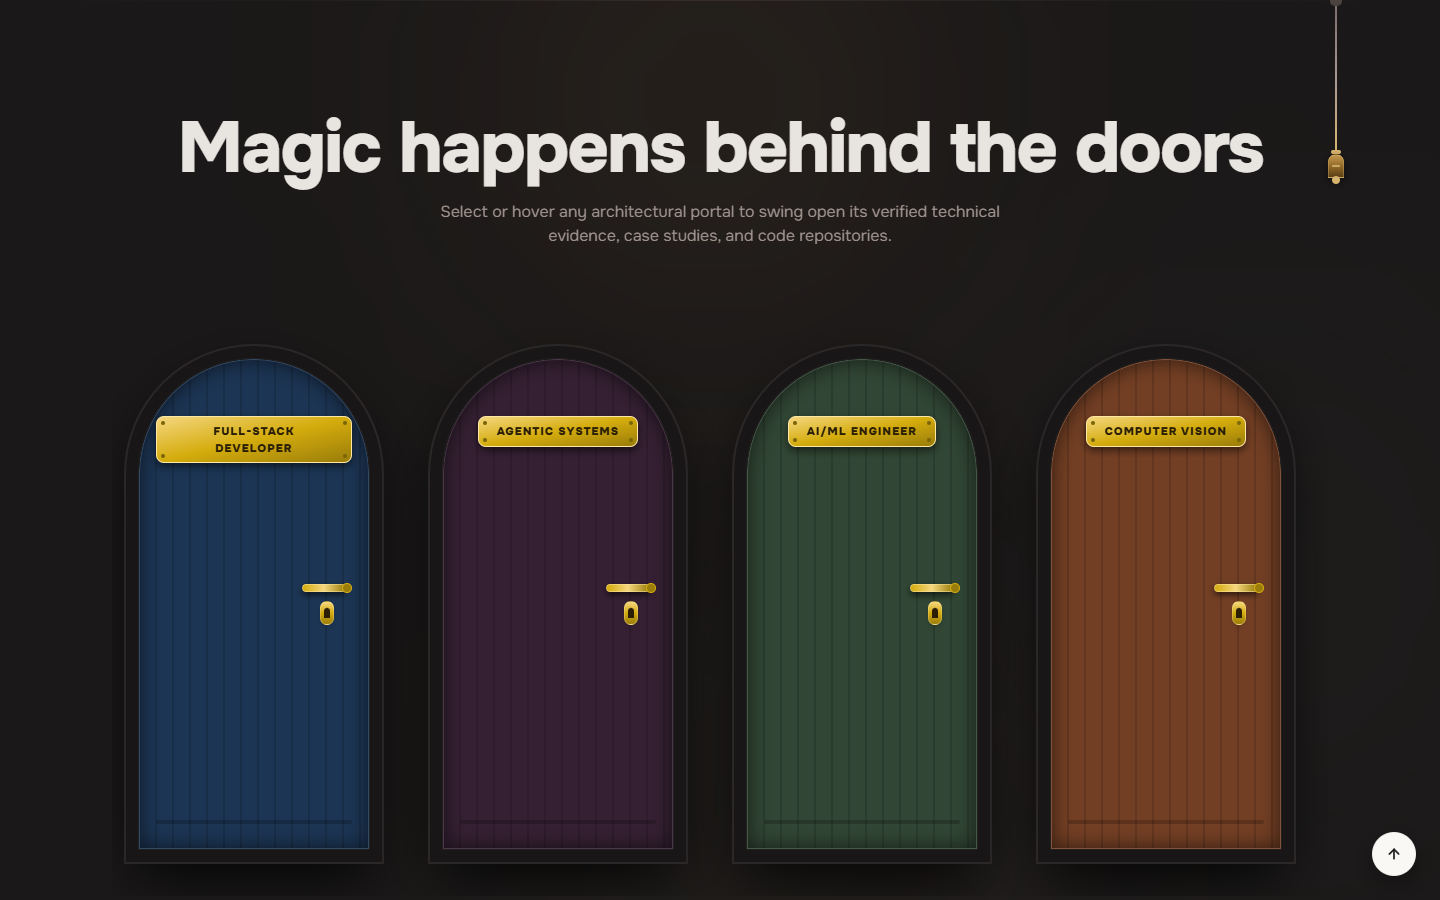 Magic happens behind the doors
Select or hover any architectural portal to swing open its verified technical
evidence, case studies, and code repositories.
FULL-STACK
DEVELOPER
AGENTIC SYSTEMS
AI/ML ENGINEER
COMPUTER VISION